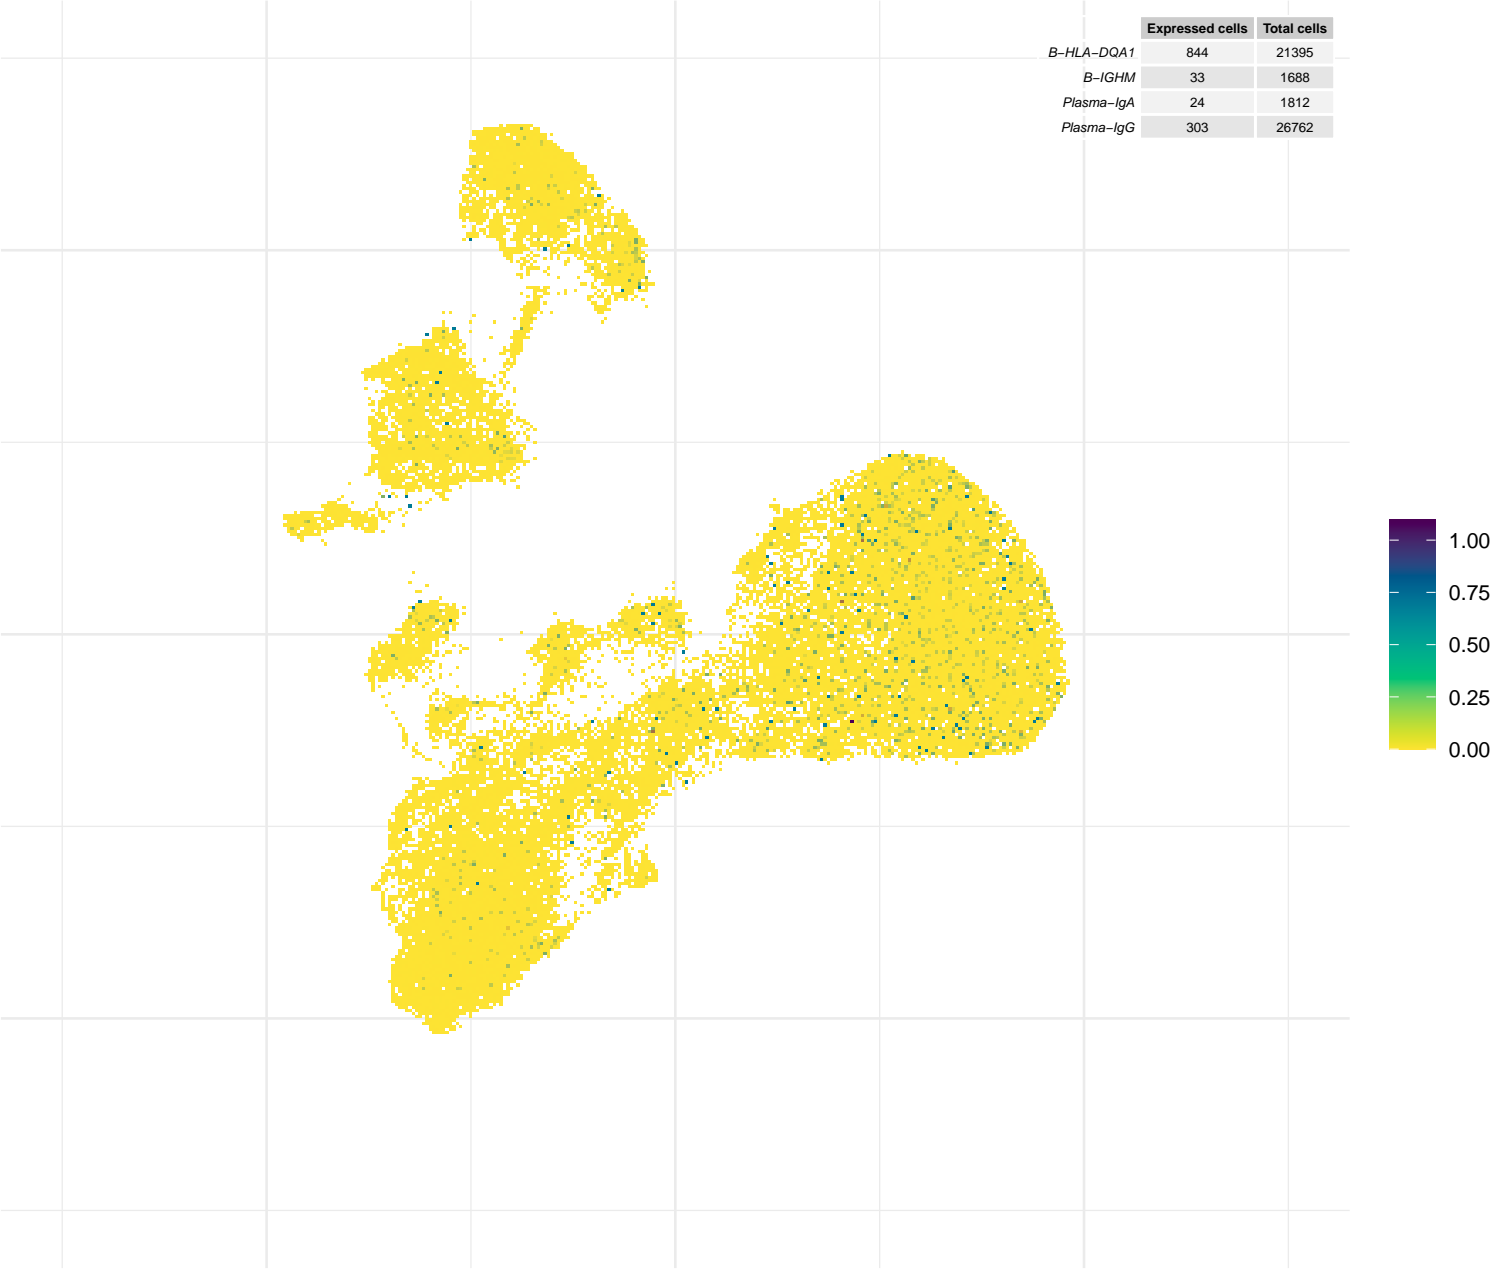 Expressed cells Total cells
B−HLA−DQA1 844 21395
B−IGHM 33 1688
Plasma−IgA 24 1812
Plasma−IgG 303 26762
1.00
0.75
0.50
0.25
0.00